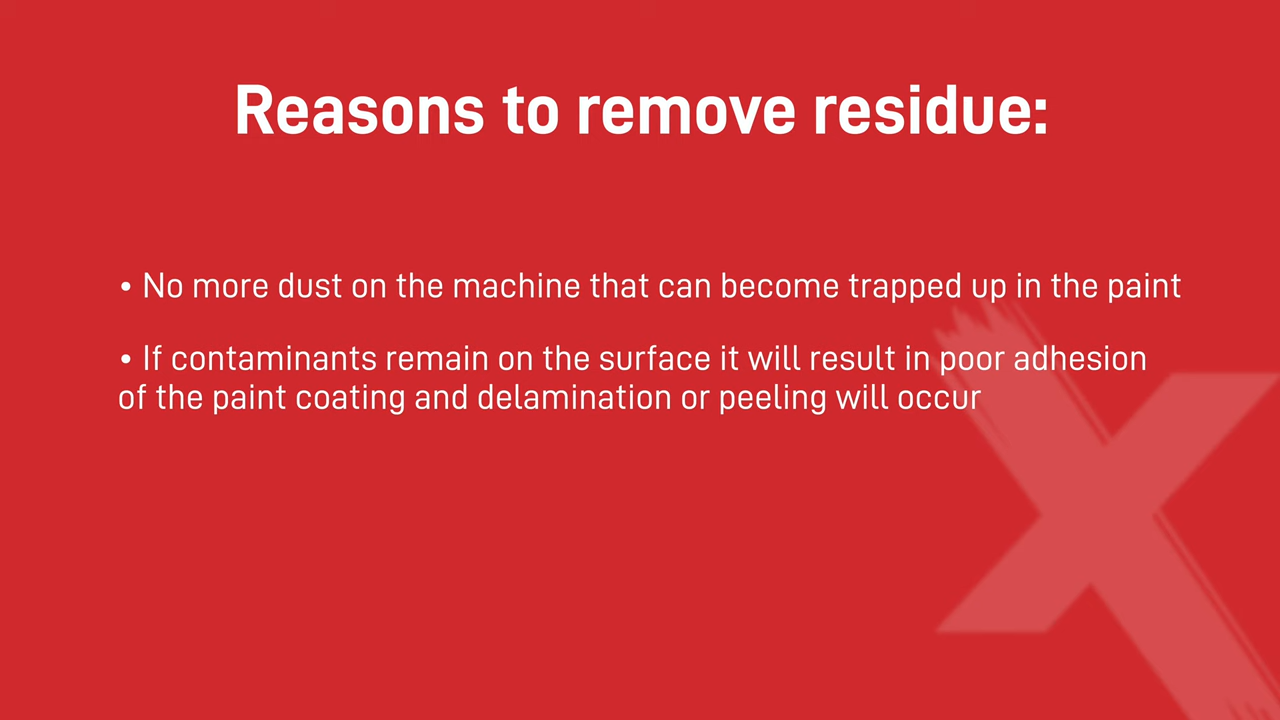 Reasons to remove residue:
• No more dust on the machine that can become trapped up in the paint
• If contaminants remain on the surface it will result in poor adhesion
of the paint coating and delamination or peeling will occur